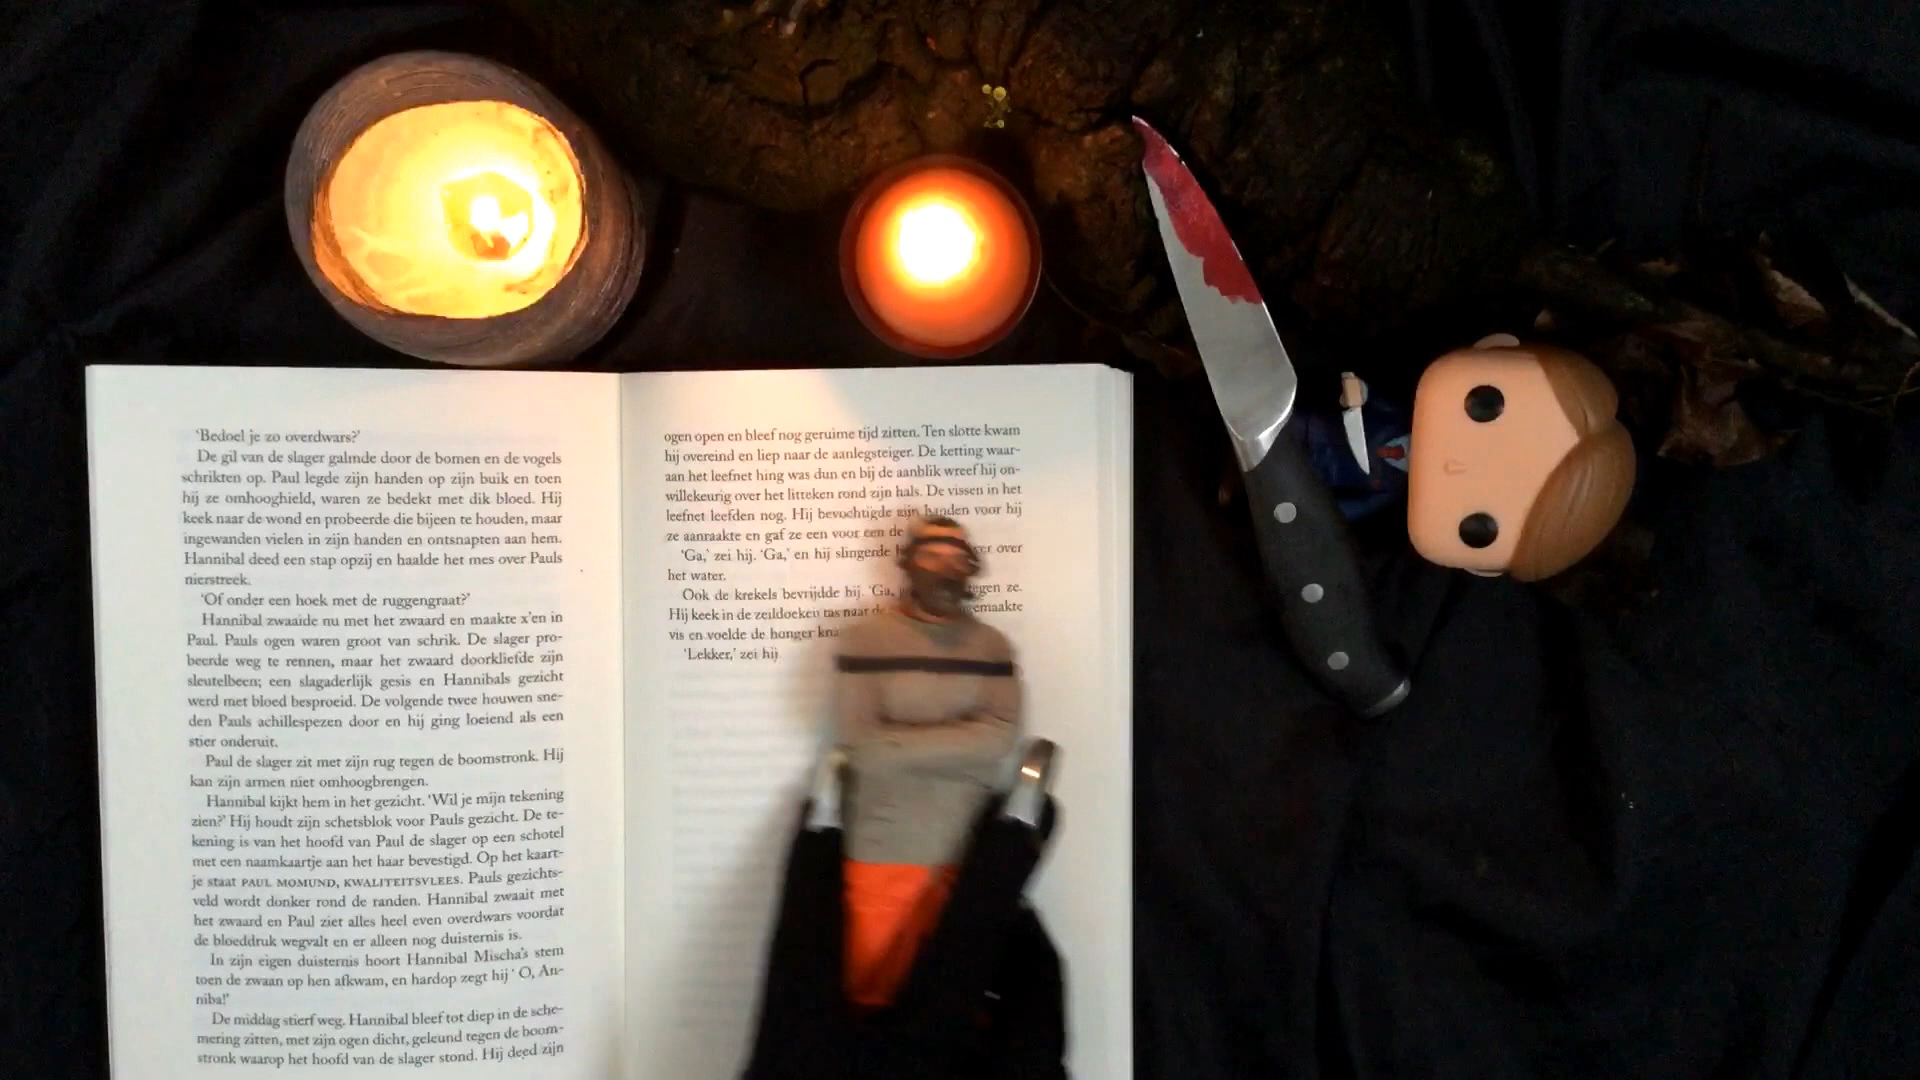 'Bedoel je zo overdwars?'
De gil van de slager galmde door de bomen en de vogels
schrikten op. Paul legde zijn handen op zijn buik en toen
hij ze omhooghield, waren ze bedekt met dik bloed. Hij
keek naar de wond en probeerde die bijeen te houden, maar
ingewanden vielen in zijn handen en ontsnapten aan hem.
Hannibal deed een stap opzij en haalde het mes over Pauls
nierstreek.
'Of onder een hoek met de ruggengraat?'
Hannibal zwaaide nu met het zwaard en maakte x'en in
Paul. Pauls ogen waren groot van schrik. De slager pro-
beerde weg te rennen, maar het zwaard doorkliefde zijn
sleutelbeen; een slagaderlijk gesis en Hannibals gezicht
werd met bloed besproeid. De volgende twee houwen sne-
den Pauls achillespezen door en hij ging loeiend als een
stier onderuit.
Paul de slager zit met zijn rug tegen de boomstronk. Hij
kan zijn armen niet omhoogbrengen.
Hannibal kijkt hem in het gezicht. 'Wil je mijn tekening
zien?' Hij houdt zijn schetsblok voor Pauls gezicht. De te-
kening is van het hoofd van Paul de slager op een schotel
met een naamkaartje aan het haar bevestigd. Op het kaart-
je staat PAUL MOMUND, KWALITEITSVLEES. Pauls gezichts-
veld wordt donker rond de randen. Hannibal zwaait met
het zwaard en Paul ziet alles heel even overdwars voordat
de bloeddruk wegvalt en er alleen nog duisternis is.
In zijn eigen duisternis hoort Hannibal Mischa's stem
toen de zwaan op hen afkwam, en hardop zegt hij ' O, An-
niba!'
De middag stierf weg. Hannibal bleef tot diep in de sche-
mering zitten, met zijn ogen dicht, geleund tegen de boom-
stronk waarop het hoofd van de slager stond. Hij deed zijn
ogen open en bleef nog geruime tijd zitten. Ten slotte kwam
hij overeind en liep naar de aanlegsteiger. De ketting waar-
aan het leefnet hing was dun en bij de aanblik wreef hij on-
willekeurig over het litteken rond zijn hals. De vissen in het
leefnet leefden nog. Hij bevochtigde zijn handen voor hij
ze aanraakte en gaf ze een voor een de
'Ga,' zei hij. 'Ga,' en hij slingerde over
het water.
Ook de krekels bevrijdde hij. 'Ga, tegen ze.
Hij keek in de zeildoeken tas naar de
vis en voelde de honger
'Lekker,' zei hij